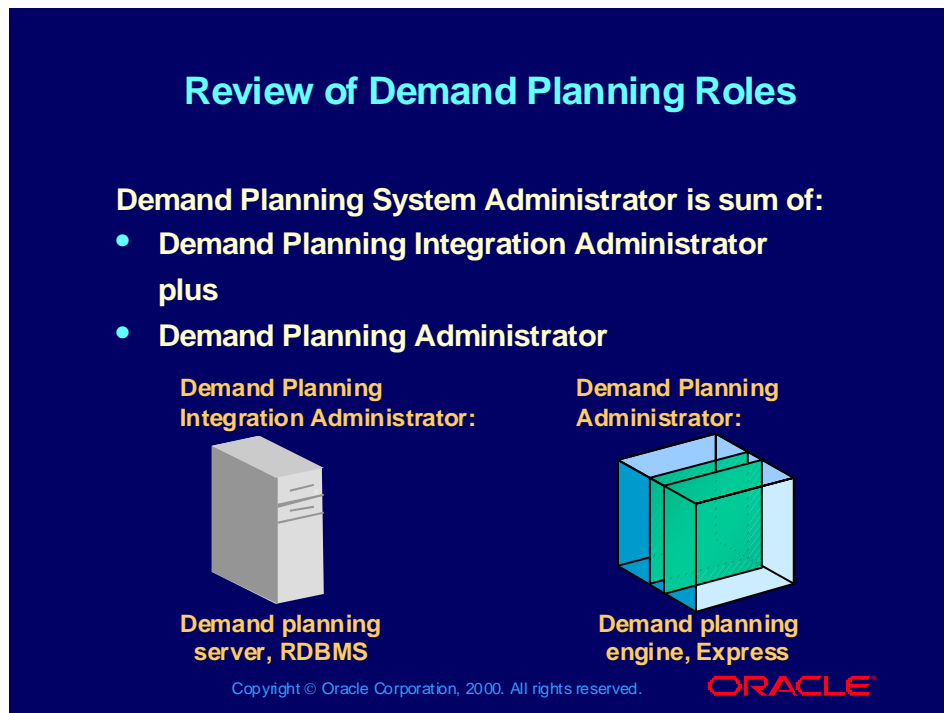 Review of Demand Planning Roles
Demand Planning System Administrator is sum of:
• Demand Planning Integration Administrator
plus
• Demand Planning Administrator
Demand Planning
Integration Administrator:
Demand Planning
Administrator:
Demand planning
server, RDBMS
Demand planning
engine, Express
Copyright © Oracle Corporation, 2000. All rights reserved.
ORACLE®